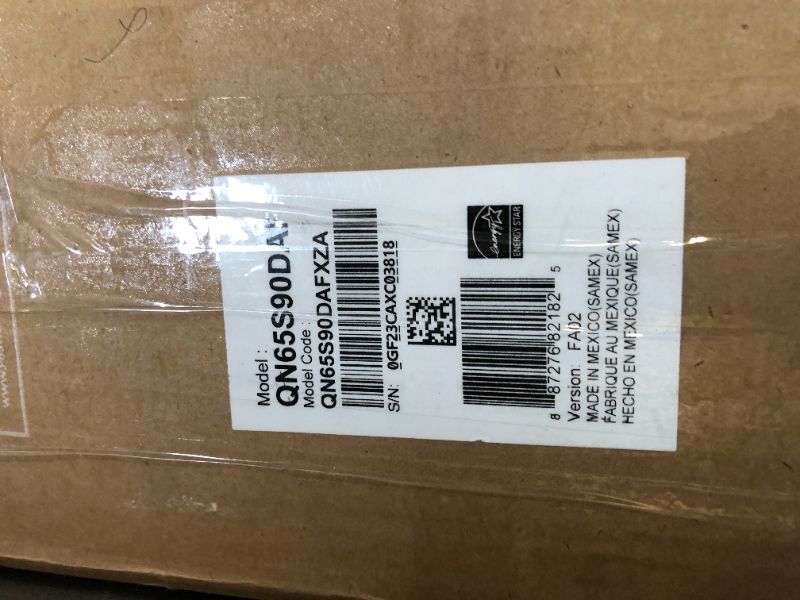 Model :
QN65S90DAF
Model Code :
QN65S90DAFXZA
S/N: 0GF23CAXC03818
energy
ENERGY STAR
8 87276 82182 5
Version: FA02
MADE IN MEXICO(SAMEX)
FABRIQUE AU MEXIQUE(SAMEX)
HECHO EN MEXICO(SAMEX)